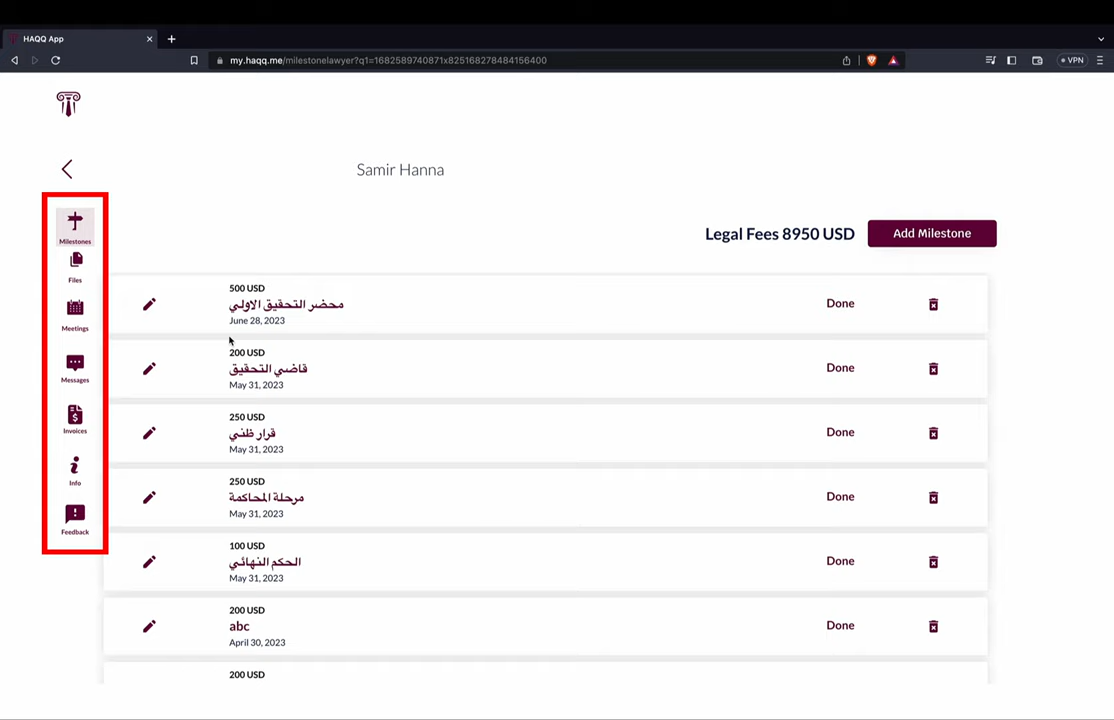 HAQQ App
my.haqq.me/milestonelawyer?q1=1682589740871x825168278484156400
VPN
Samir Hanna
Legal Fees 8950 USD
Add Milestone
Milestones
Files
Meetings
Messages
Invoices
Info
Feedback
500 USD
محضر التحقيق الاولي
June 28, 2023
Done
200 USD
قاضي التحقيق
May 31, 2023
Done
250 USD
قرار ظني
May 31, 2023
Done
250 USD
مرحلة المحاكمة
May 31, 2023
Done
100 USD
الحكم النهائي
May 31, 2023
Done
200 USD
abc
April 30, 2023
Done
200 USD